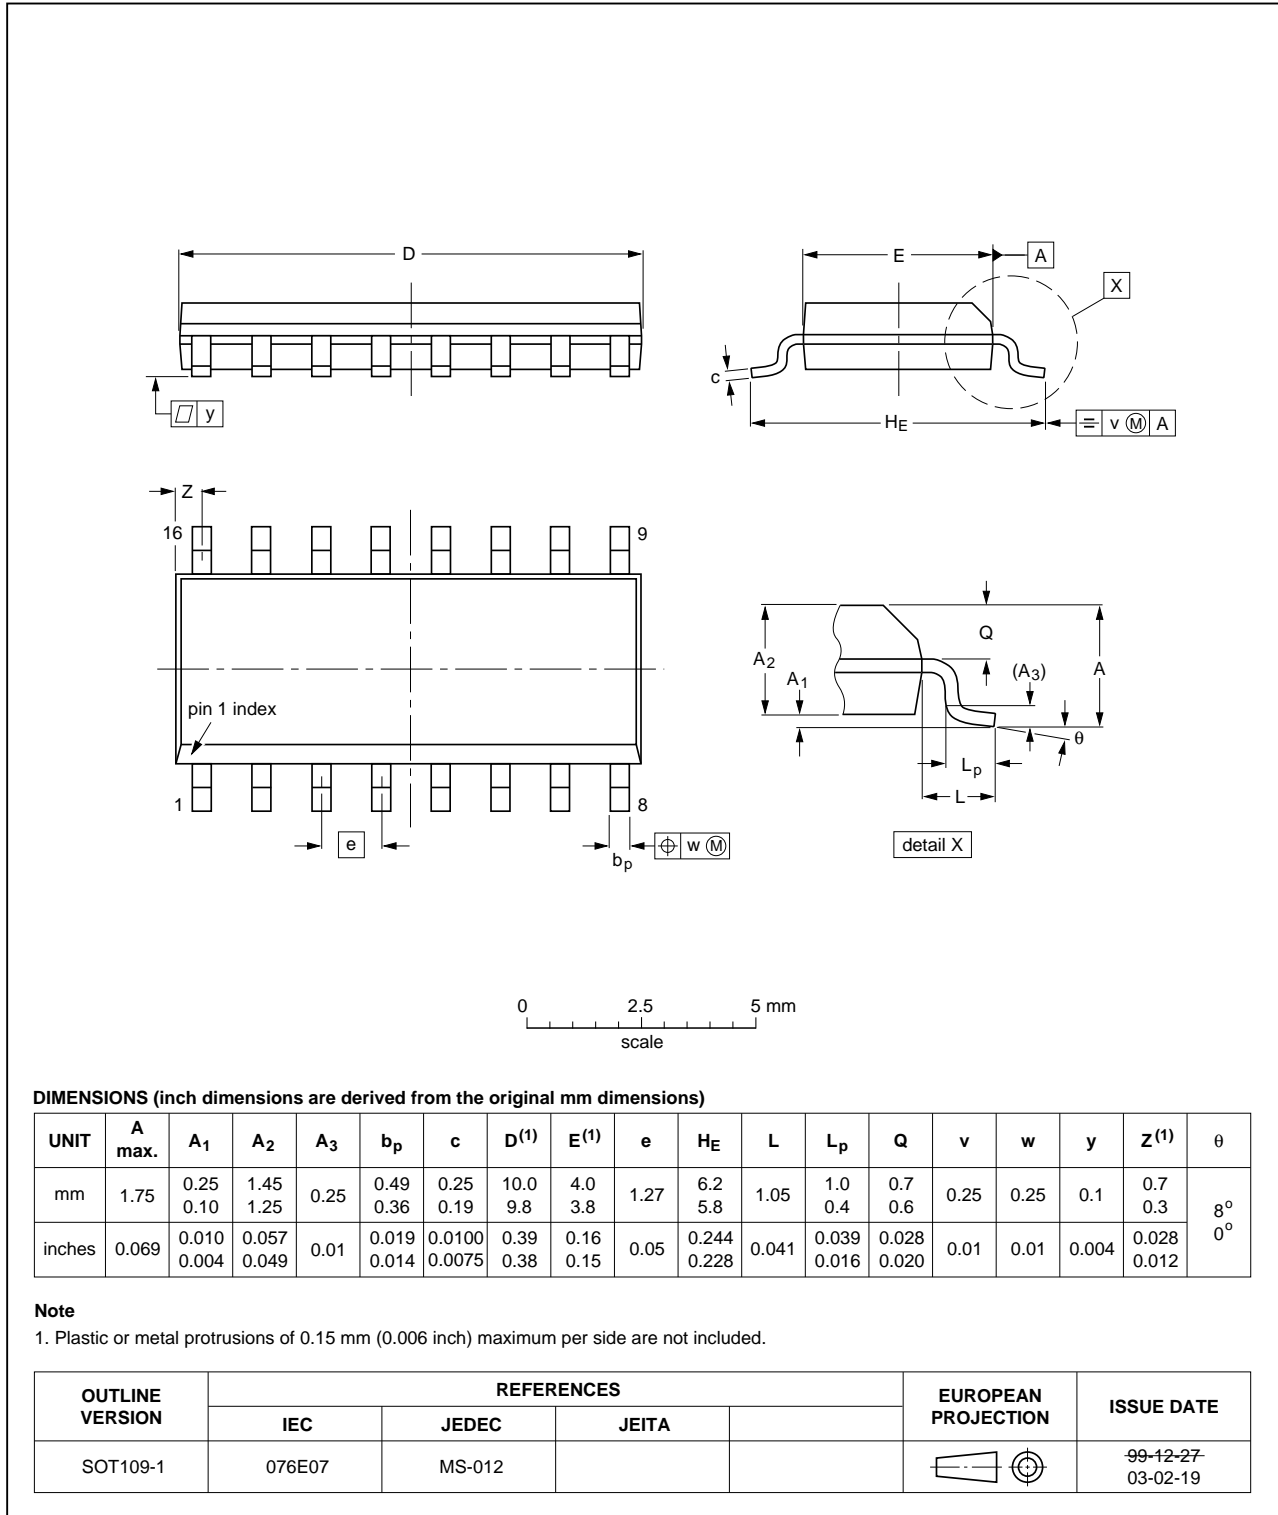 D
E
A
X
y
c
HE
v M A
Z
16
9
pin 1 index
1
8
e
bp
w M
A2
A1
Q
(A3)
A
θ
Lp
L
detail X
0 2.5 5 mm
scale
DIMENSIONS (inch dimensions are derived from the original mm dimensions)
UNIT A max. A1 A2 A3 bp c D(1) E(1) e HE L Lp Q v w y Z(1) θ
mm 1.75 0.25 0.10 1.45 1.25 0.25 0.49 0.36 0.25 0.19 10.0 9.8 4.0 3.8 1.27 6.2 5.8 1.05 1.0 0.4 0.7 0.6 0.25 0.25 0.1 0.7 0.3 8° 0°
inches 0.069 0.010 0.004 0.057 0.049 0.01 0.019 0.014 0.0100 0.0075 0.39 0.38 0.16 0.15 0.05 0.244 0.228 0.041 0.039 0.016 0.028 0.020 0.01 0.01 0.004 0.028 0.012
Note
1. Plastic or metal protrusions of 0.15 mm (0.006 inch) maximum per side are not included.
OUTLINE VERSION REFERENCES EUROPEAN PROJECTION ISSUE DATE
IEC JEDEC JEITA
SOT109-1 076E07 MS-012 99-12-27
03-02-19